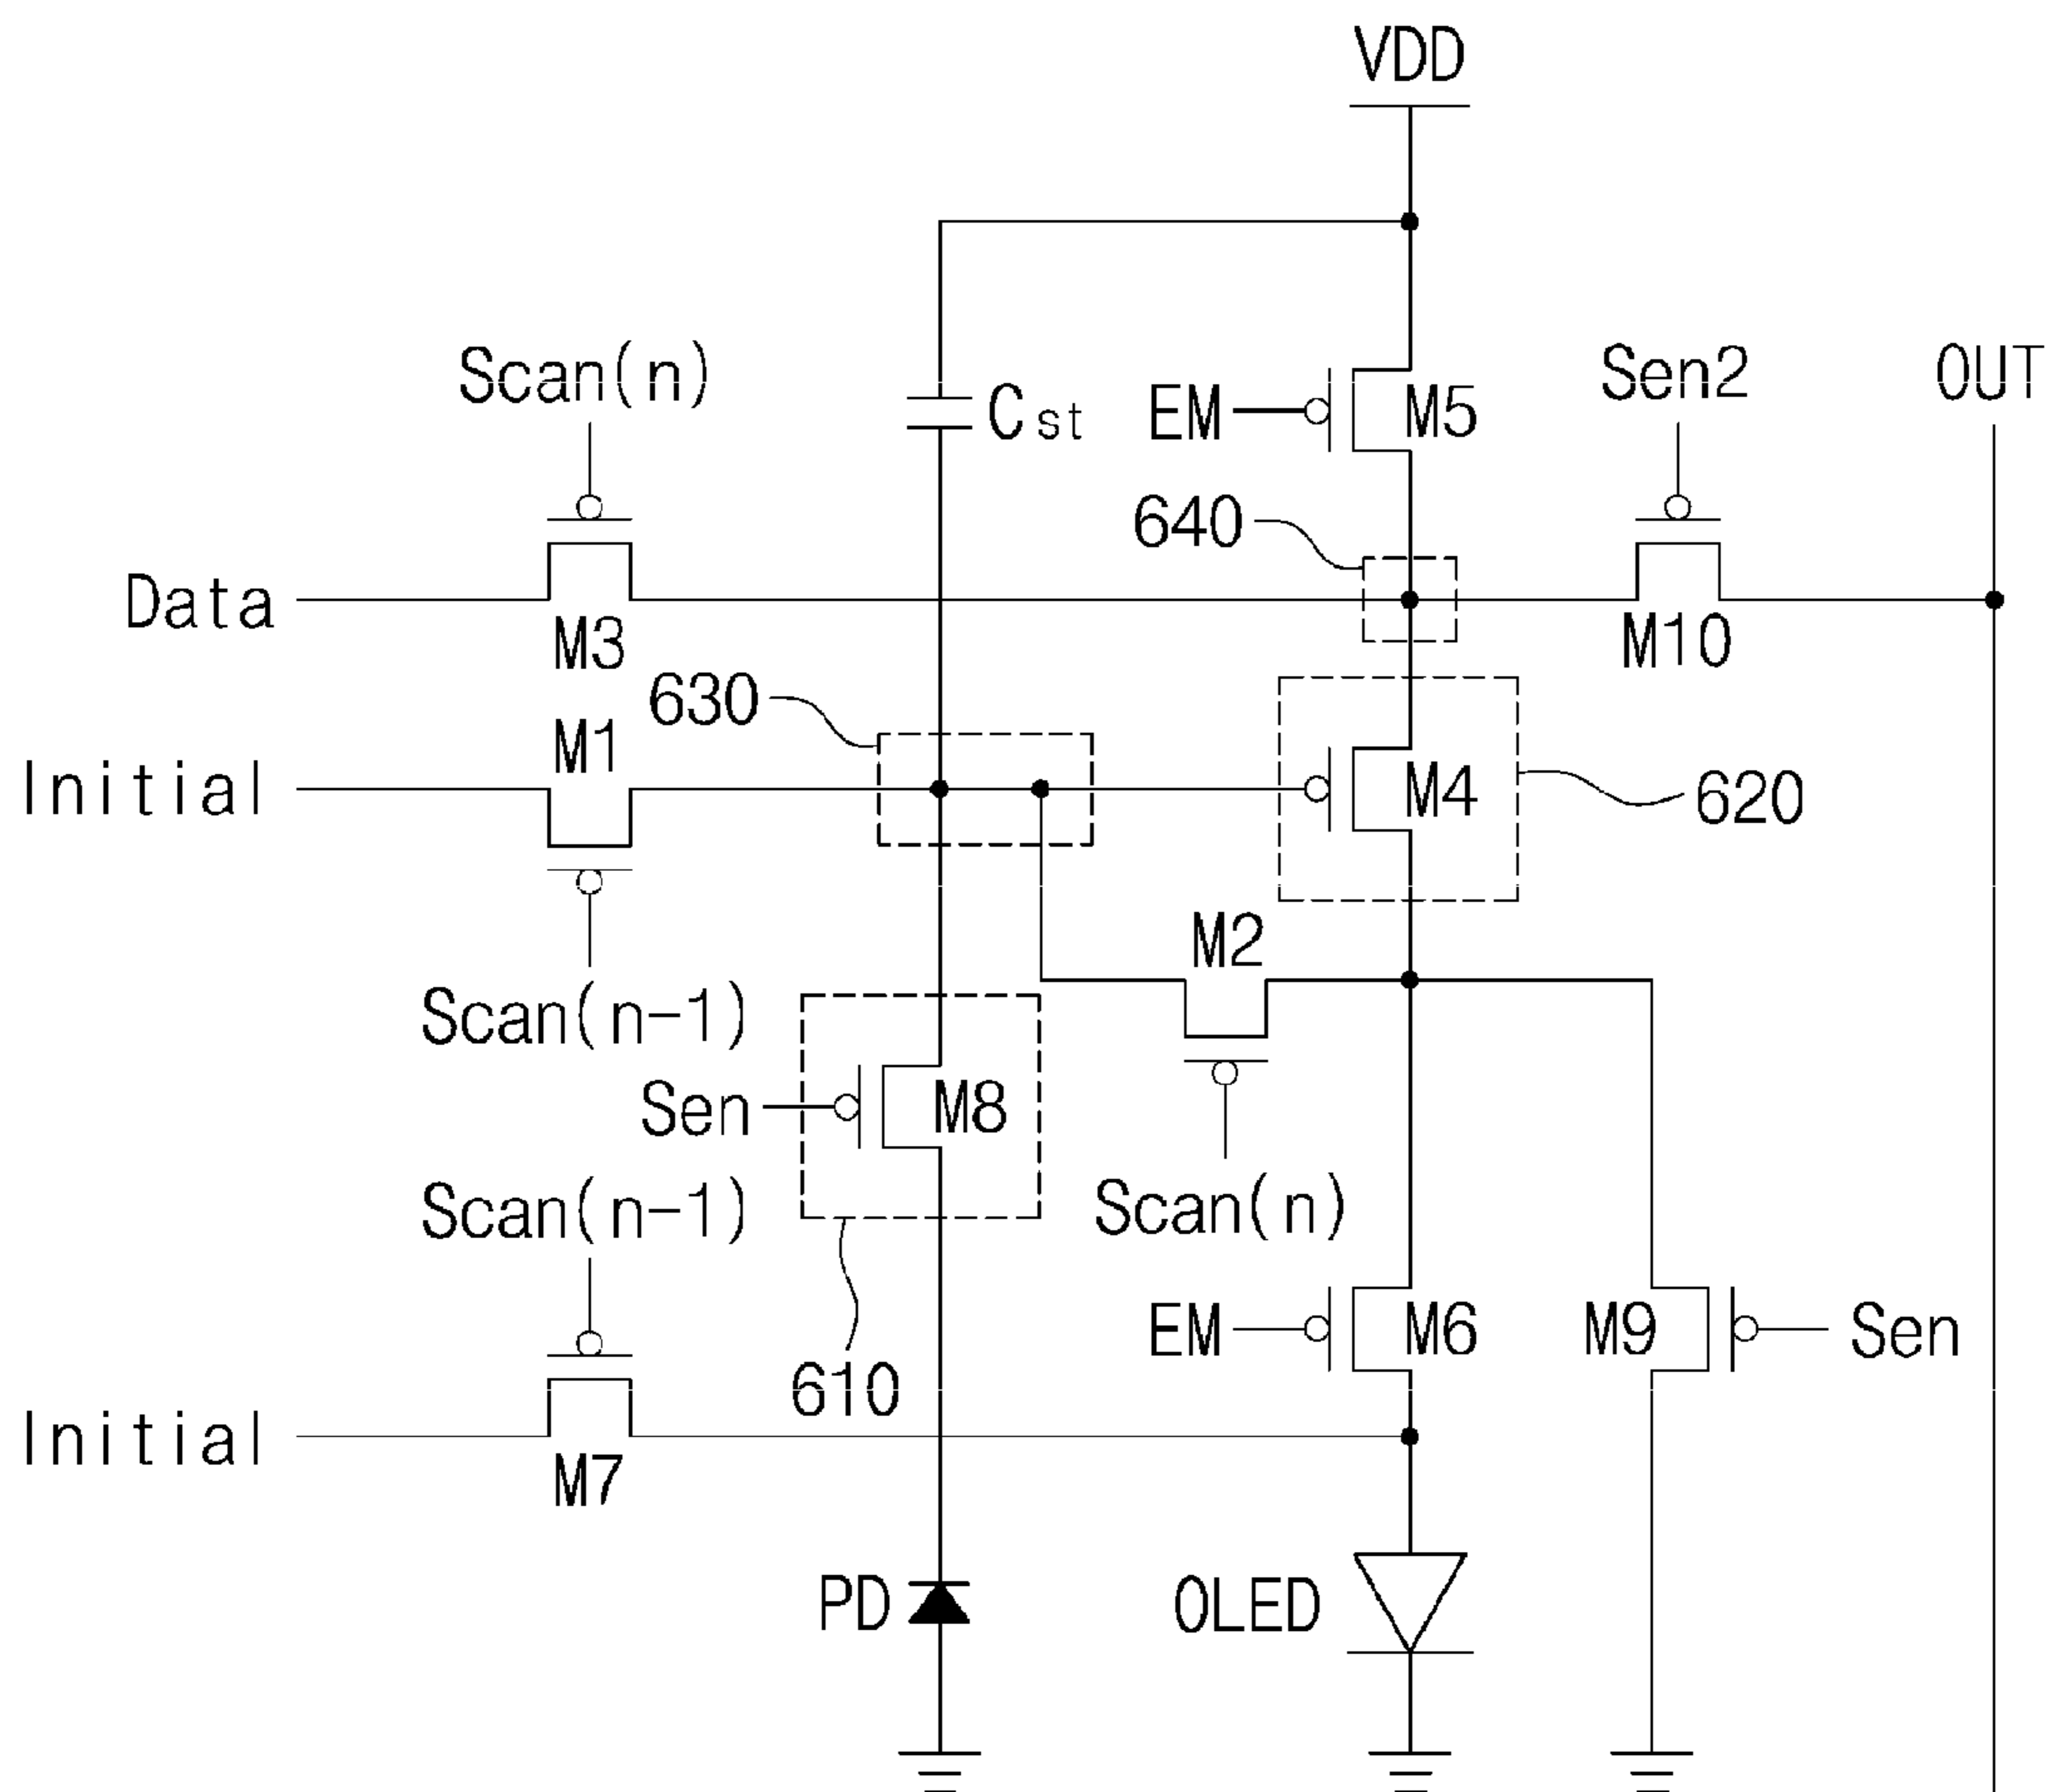 VDD
Scan(n)
Cst
EM
M5
Sen2
OUT
640
Data
M3
M10
630
M1
Initial
M4
620
M2
Scan(n-1)
Sen
M8
Scan(n-1)
Scan(n)
EM
M6
M9
Sen
610
Initial
M7
PD
OLED